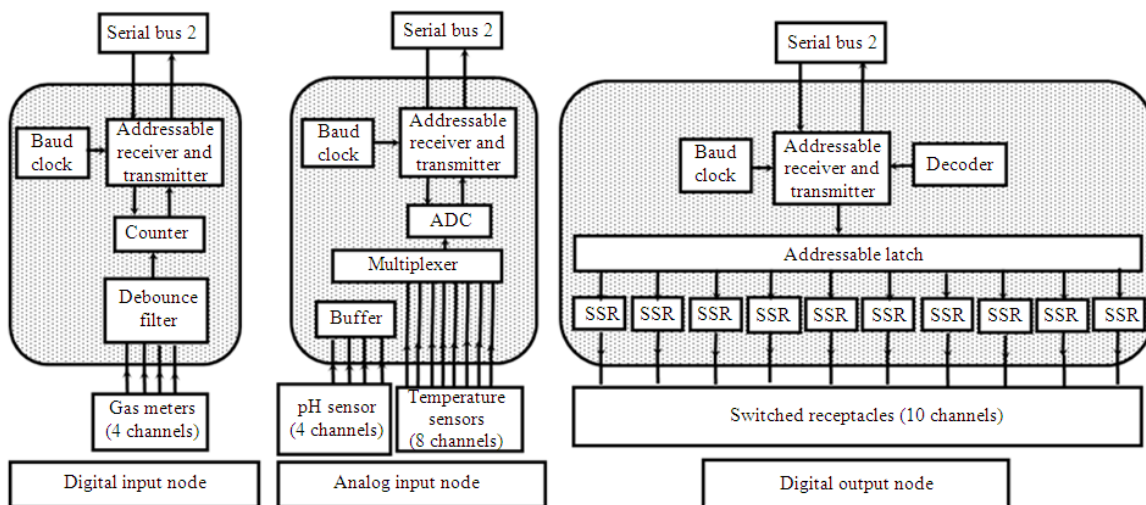 Serial bus 2
Baud
clock
Addressable
receiver and
transmitter
Counter
Debounce
filter
Gas meters
(4 channels)
Digital input node
Serial bus 2
Baud
clock
Addressable
receiver and
transmitter
ADC
Multiplexer
Buffer
pH sensor
(4 channels)
Temperature
sensors
(8 channels)
Analog input node
Serial bus 2
Baud
clock
Addressable
receiver and
transmitter
Decoder
Addressable latch
SSR SSR SSR SSR SSR SSR SSR SSR SSR SSR
Switched receptacles (10 channels)
Digital output node